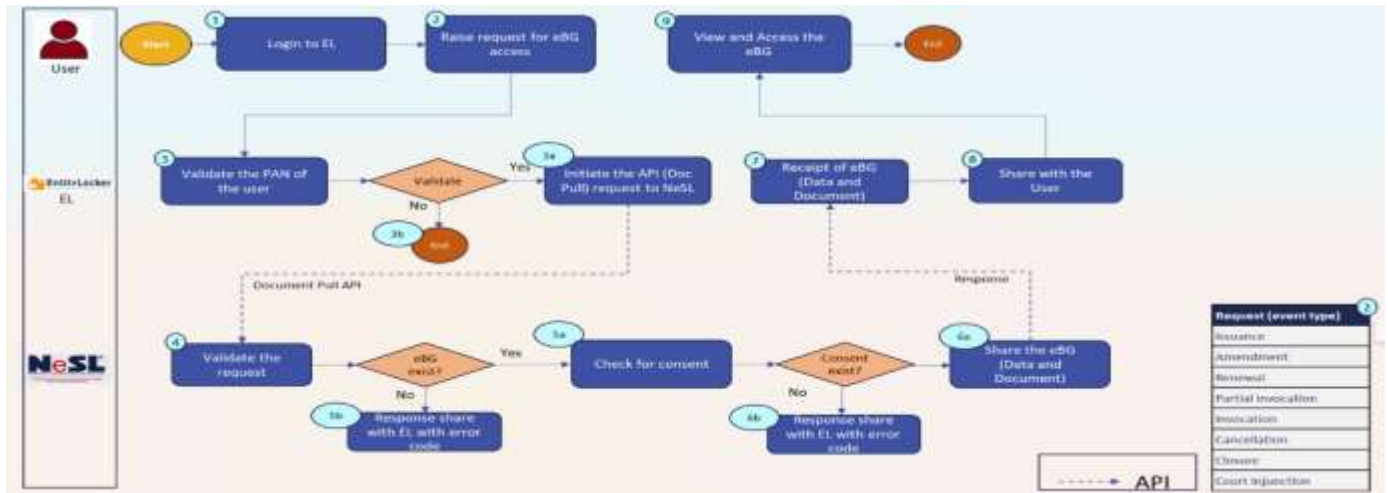 1
2
9
Start
Login to EL
Raise request for eBG
access
View and Access the
eBG
End
User
3
3a
7
8
Validate the PAN of
the user
Validate
Yes
Initiate the API (Doc
Pull) request to NeSL
Receipt of eBG
(Data and
Document)
Share with the
User
EntityLocker
EL
No
3b
End
Document Pull API
Response
4
5a
6a
Request (event type)
2
NeSL
Validate the
request
eBG
exist?
Yes
Check for consent
Consent
exist?
Share the eBG
(Data and
Document)
Issuance
Amendment
Renewal
Partial Invocation
Invocation
Cancellation
Closure
Court Injunction
No
No
5b
6b
Response share
with EL with error
code
Response share
with EL with error
code
API